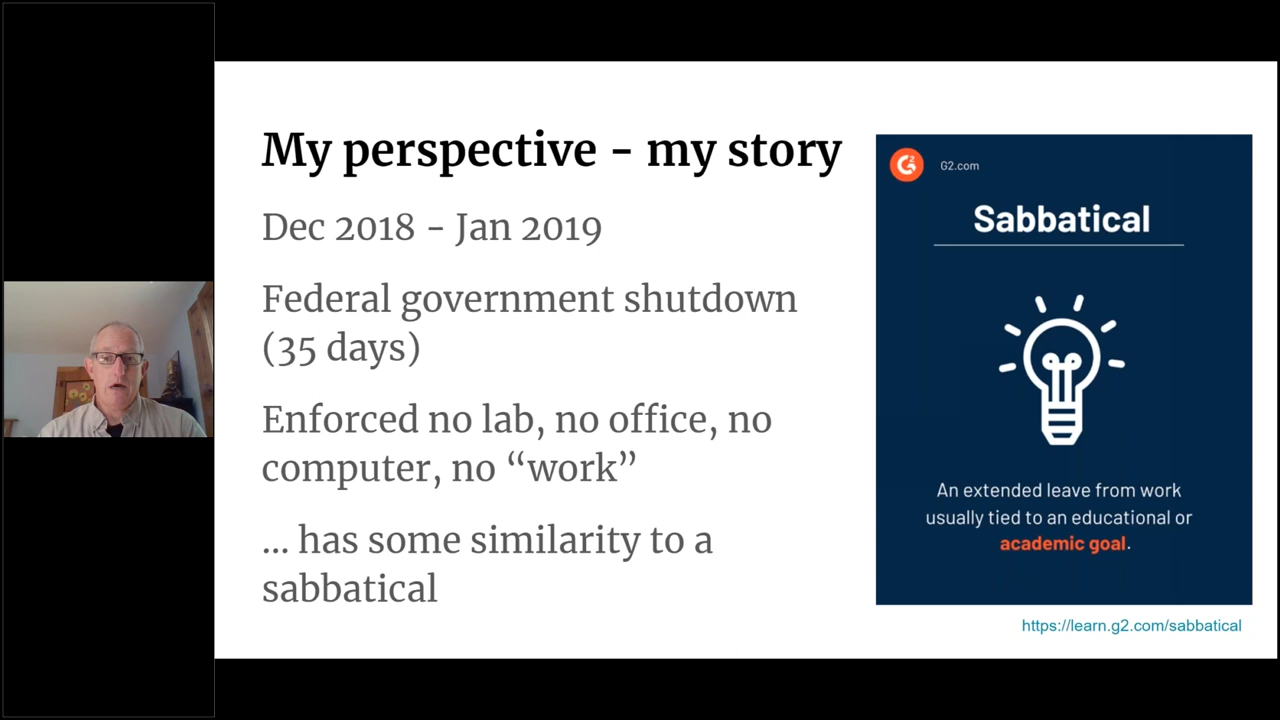 My perspective - my story
Dec 2018 - Jan 2019
Federal government shutdown
(35 days)
Enforced no lab, no office, no
computer, no “work”
... has some similarity to a
sabbatical
G2.com
Sabbatical
An extended leave from work
usually tied to an educational or
academic goal.
https://learn.g2.com/sabbatical